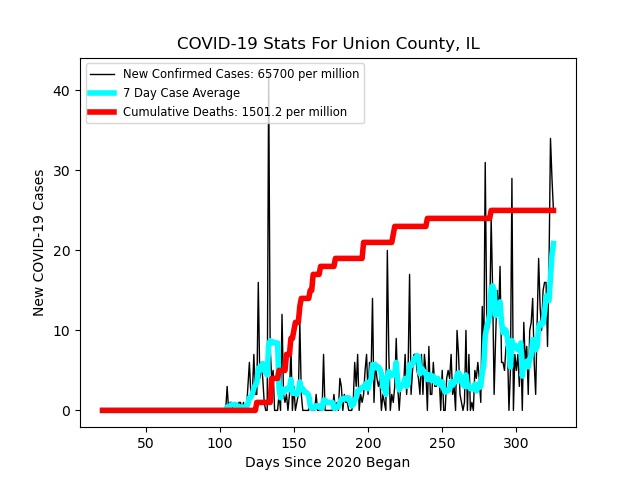 COVID-19 Stats For Union County, IL
New Confirmed Cases: 65700 per million
7 Day Case Average
Cumulative Deaths: 1501.2 per million
New COVID-19 Cases
40
30
20
10
0
50 100 150 200 250 300
Days Since 2020 Began